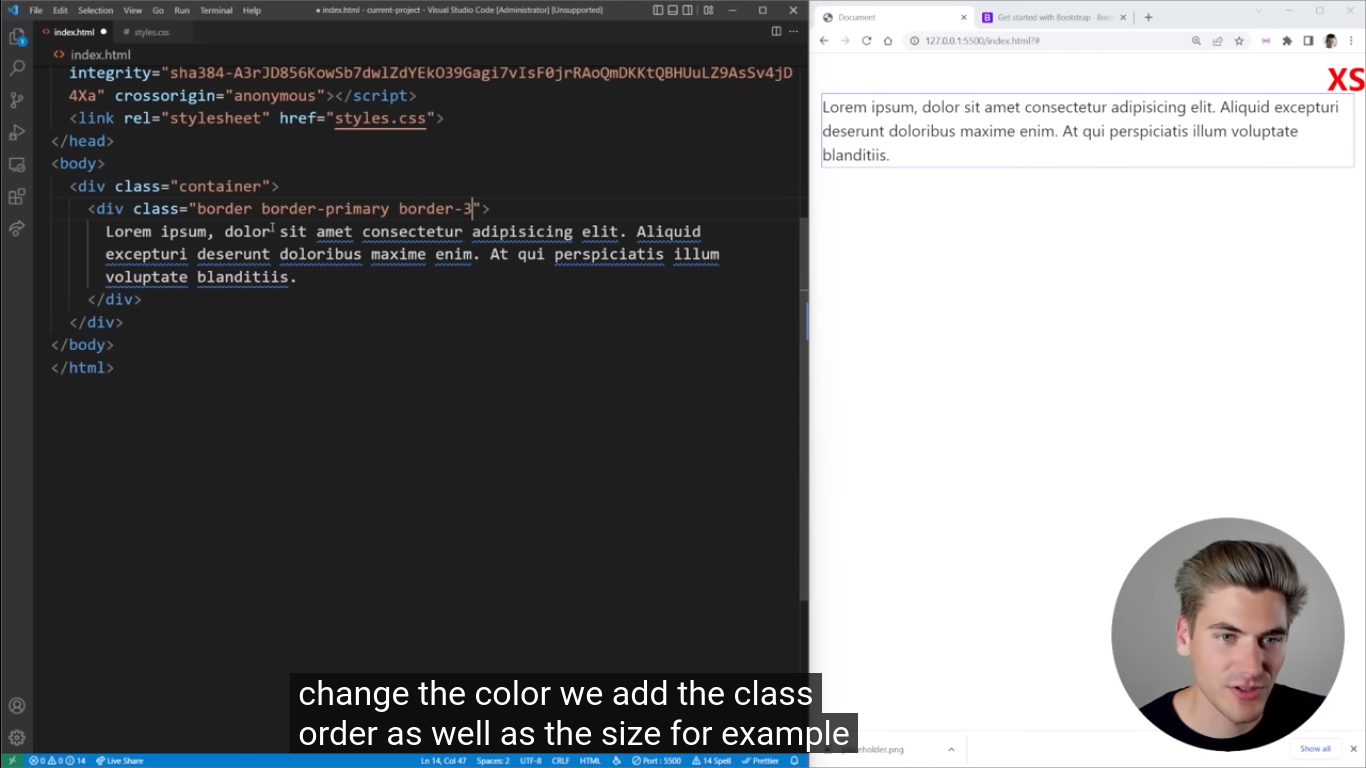 File Edit Selection View Go Run Terminal Help
● index.html - current-project - Visual Studio Code [Administrator] [Unsupported]
index.html ● # styles.css
index.html
integrity="sha384-A3rJD856KowSb7dwlZdYEkO39Gagi7vIsF0jrRAoQmDKKtQBHUuLZ9AsSv4jD
4Xa" crossorigin="anonymous"></script>
<link rel="stylesheet" href="styles.css">
</head>
<body>
<div class="container">
<div class="border border-primary border-3">
Lorem ipsum, dolor sit amet consectetur adipisicing elit. Aliquid
excepturi deserunt doloribus maxime enim. At qui perspiciatis illum
voluptate blanditiis.
</div>
</div>
</body>
</html>
1
0 0 14 Live Share Ln 14, Col 47 Spaces: 2 UTF-8 CRLF HTML Port : 5500 14 Spell Prettier
Document
B Get started with Bootstrap · Boo
127.0.0.1:5500/index.html?#
XS
Lorem ipsum, dolor sit amet consectetur adipisicing elit. Aliquid excepturi
deserunt doloribus maxime enim. At qui perspiciatis illum voluptate
blanditiis.
placeholder.png
Show all
change the color we add the class
order as well as the size for example